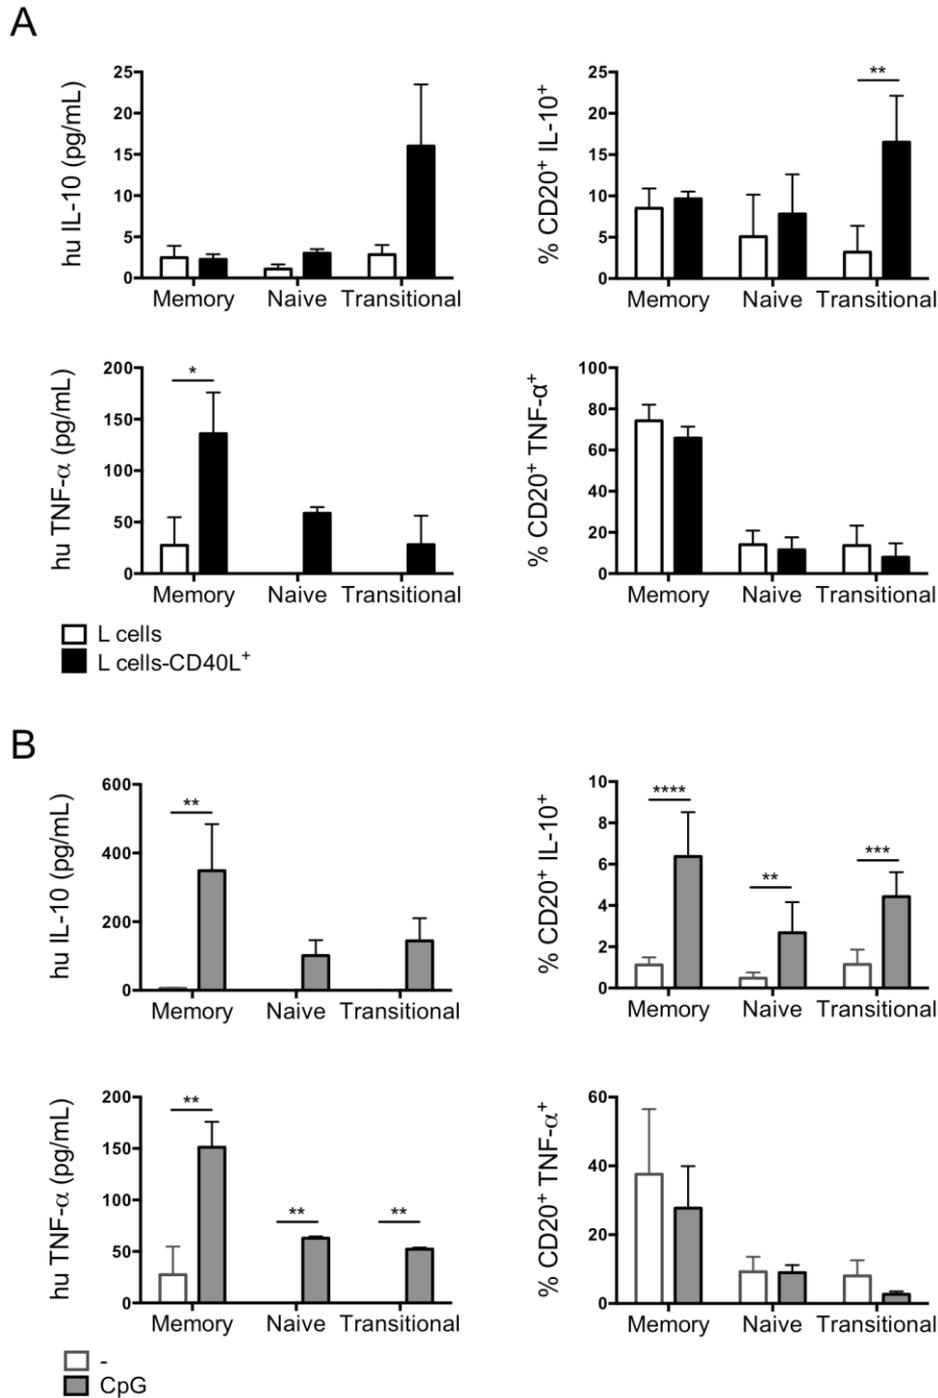 A
hu IL-10 (pg/mL)
25
20
15
10
5
0
Memory Naive Transitional
% CD20⁺ IL-10⁺
25
20
15
10
5
0
**
Memory Naive Transitional
hu TNF-α (pg/mL)
200
150
100
50
0
*
Memory Naive Transitional
% CD20⁺ TNF-α⁺
100
80
60
40
20
0
Memory Naive Transitional
L cells
L cells-CD40L⁺
B
hu IL-10 (pg/mL)
600
400
200
0
**
Memory Naive Transitional
% CD20⁺ IL-10⁺
10
8
6
4
2
0
****
**
***
Memory Naive Transitional
hu TNF-α (pg/mL)
200
150
100
50
0
**
** **
Memory Naive Transitional
% CD20⁺ TNF-α⁺
60
40
20
0
Memory Naive Transitional
-
CpG